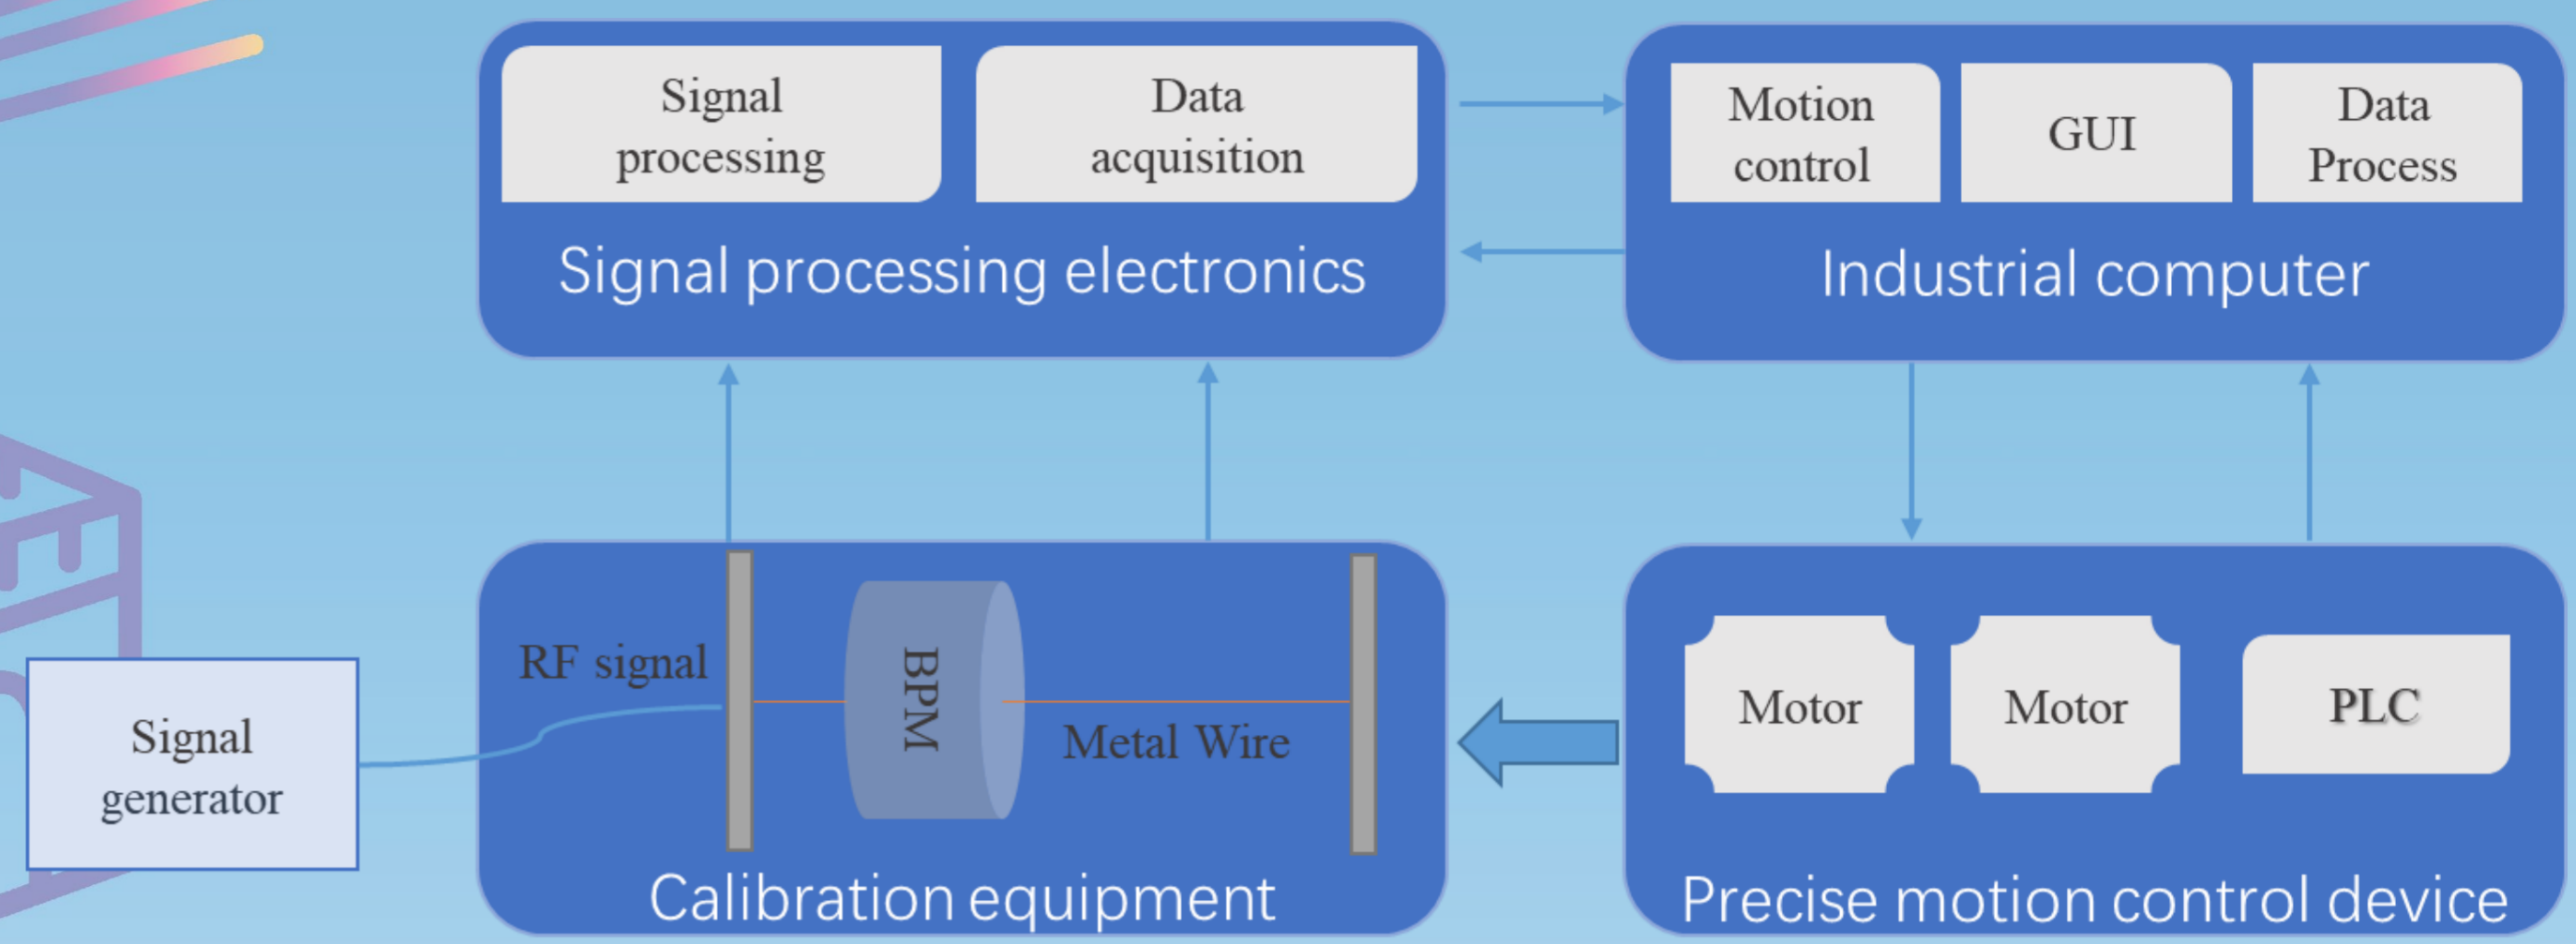 Signal
processing
Data
acquisition
Signal processing electronics
Motion
control
GUI
Data
Process
Industrial computer
Signal
generator
RF signal
BPM
Metal Wire
Calibration equipment
Motor
Motor
PLC
Precise motion control device